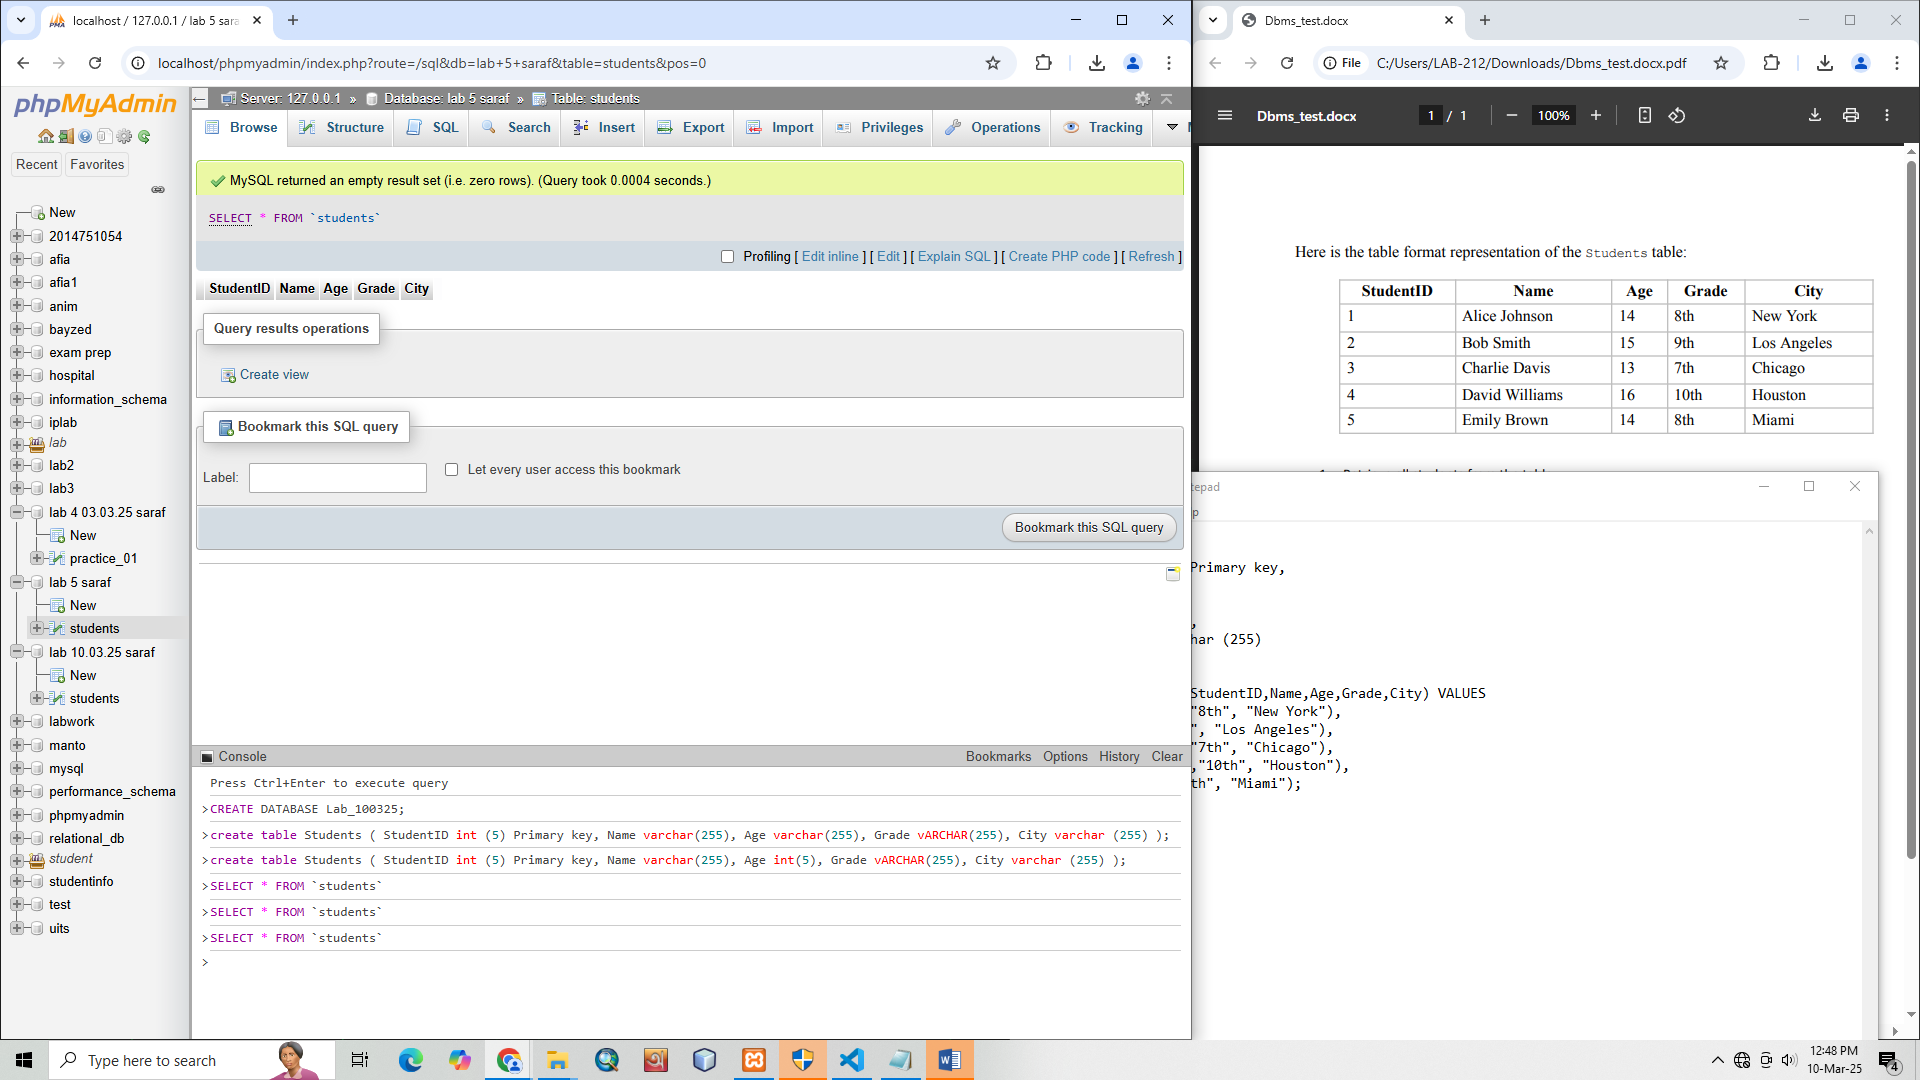 localhost / 127.0.0.1 / lab 5 sara
localhost/phpmyadmin/index.php?route=/sql&db=lab+5+saraf&table=students&pos=0
phpMyAdmin
Recent
Favorites
New
2014751054
afia
afia1
anim
bayzed
exam prep
hospital
information_schema
iplab
lab
lab2
lab3
lab 4 03.03.25 saraf
New
practice_01
lab 5 saraf
New
students
lab 10.03.25 saraf
New
students
labwork
manto
mysql
performance_schema
phpmyadmin
relational_db
student
studentinfo
test
uits
Server: 127.0.0.1 » Database: lab 5 saraf » Table: students
Browse Structure SQL Search Insert Export Import Privileges Operations Tracking
MySQL returned an empty result set (i.e. zero rows). (Query took 0.0004 seconds.)
SELECT * FROM `students`
Profiling [ Edit inline ] [ Edit ] [ Explain SQL ] [ Create PHP code ] [ Refresh ]
StudentID Name Age Grade City
Query results operations
Create view
Bookmark this SQL query
Label:
Let every user access this bookmark
Bookmark this SQL query
Console
Bookmarks Options History Clear
Press Ctrl+Enter to execute query
>CREATE DATABASE Lab_100325;
>create table Students ( StudentID int (5) Primary key, Name varchar(255), Age varchar(255), Grade vARCHAR(255), City varchar (255) );
>create table Students ( StudentID int (5) Primary key, Name varchar(255), Age int(5), Grade vARCHAR(255), City varchar (255) );
>SELECT * FROM `students`
>SELECT * FROM `students`
>SELECT * FROM `students`
>
Dbms_test.docx
File
C:/Users/LAB-212/Downloads/Dbms_test.docx.pdf
Dbms_test.docx
1 / 1
100%
Here is the table format representation of the Students table:
StudentID Name Age Grade City
1 Alice Johnson 14 8th New York
2 Bob Smith 15 9th Los Angeles
3 Charlie Davis 13 7th Chicago
4 David Williams 16 10th Houston
5 Emily Brown 14 8th Miami
tepad
p
Primary key,
,
har (255)
StudentID,Name,Age,Grade,City) VALUES
"8th", "New York"),
", "Los Angeles"),
"7th", "Chicago"),
,"10th", "Houston"),
th", "Miami");
Type here to search
12:48 PM
10-Mar-25
4